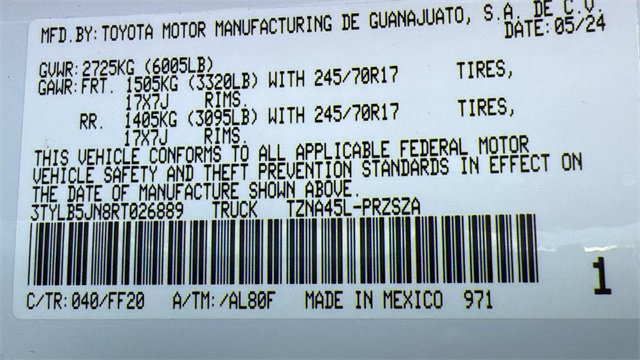 MFD.BY:TOYOTA MOTOR MANUFACTURING DE GUANAJUATO, S.A. DE C.V.
DATE:05/24
GVWR:2725KG (6005LB)
GAWR:FRT. 1505KG (3320LB) WITH 245/70R17 TIRES,
17X7J RIMS.
RR. 1405KG (3095LB) WITH 245/70R17 TIRES,
17X7J RIMS.
THIS VEHICLE CONFORMS TO ALL APPLICABLE FEDERAL MOTOR
VEHICLE SAFETY AND THEFT PREVENTION STANDARDS IN EFFECT ON
THE DATE OF MANUFACTURE SHOWN ABOVE.
3TYLB5JN8RT026889 TRUCK TZNA45L-PRZSZA
1
C/TR:040/FF20 A/TM:/AL80F MADE IN MEXICO 971